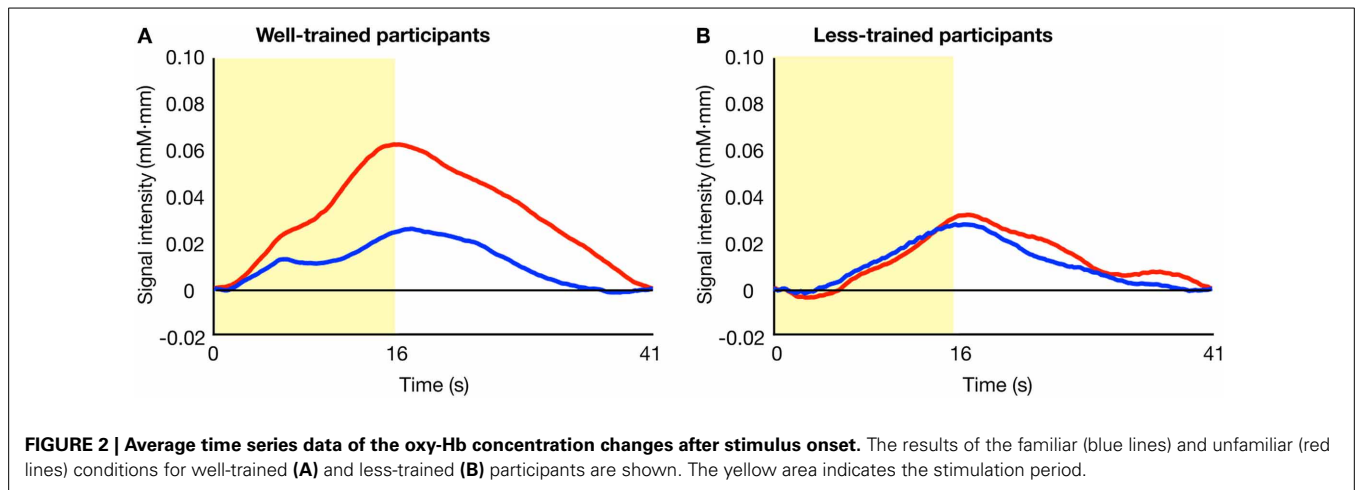 A Well-trained participants
B Less-trained participants
Signal intensity (mM·mm)
0.10
0.08
0.06
0.04
0.02
0
-0.02
0 16 41
Time (s)
Signal intensity (mM·mm)
0.10
0.08
0.06
0.04
0.02
0
-0.02
0 16 41
Time (s)
FIGURE 2 | Average time series data of the oxy-Hb concentration changes after stimulus onset. The results of the familiar (blue lines) and unfamiliar (red
lines) conditions for well-trained (A) and less-trained (B) participants are shown. The yellow area indicates the stimulation period.